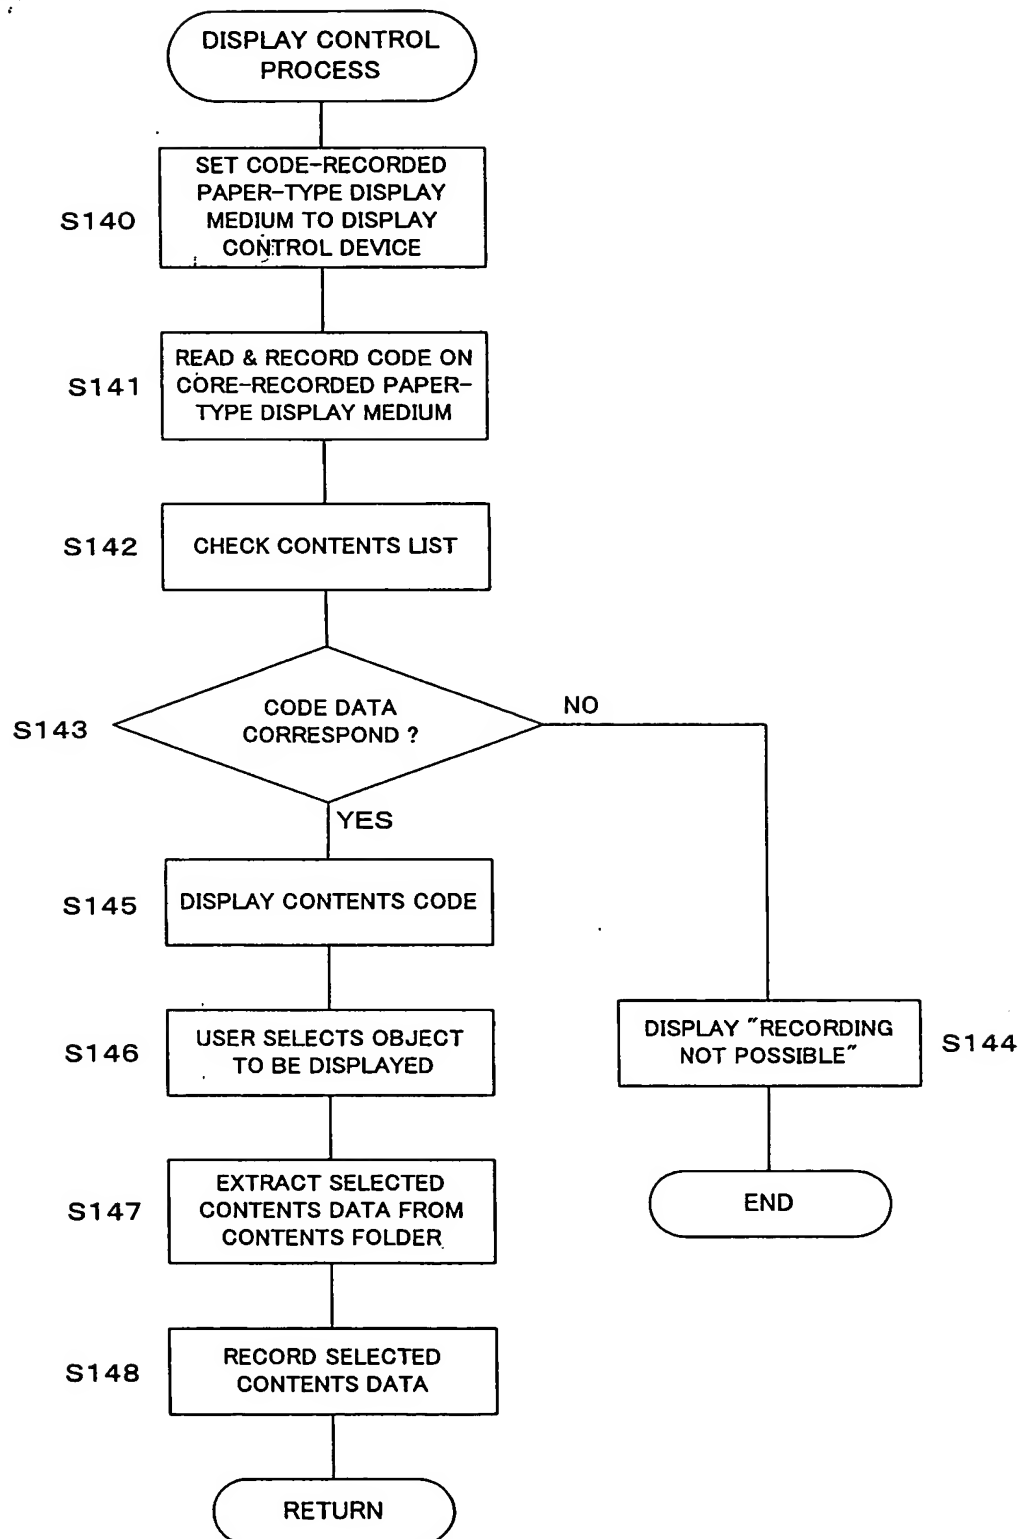 DISPLAY CONTROL
PROCESS
SET CODE-RECORDED
PAPER-TYPE DISPLAY
MEDIUM TO DISPLAY
CONTROL DEVICE
S140
READ & RECORD CODE ON
CORE-RECORDED PAPER-
TYPE DISPLAY MEDIUM
S141
CHECK CONTENTS LIST
S142
CODE DATA
CORRESPOND ?
S143
NO
YES
DISPLAY CONTENTS CODE
S145
USER SELECTS OBJECT
TO BE DISPLAYED
S146
DISPLAY "RECORDING
NOT POSSIBLE"
S144
EXTRACT SELECTED
CONTENTS DATA FROM
CONTENTS FOLDER
S147
END
RECORD SELECTED
CONTENTS DATA
S148
RETURN